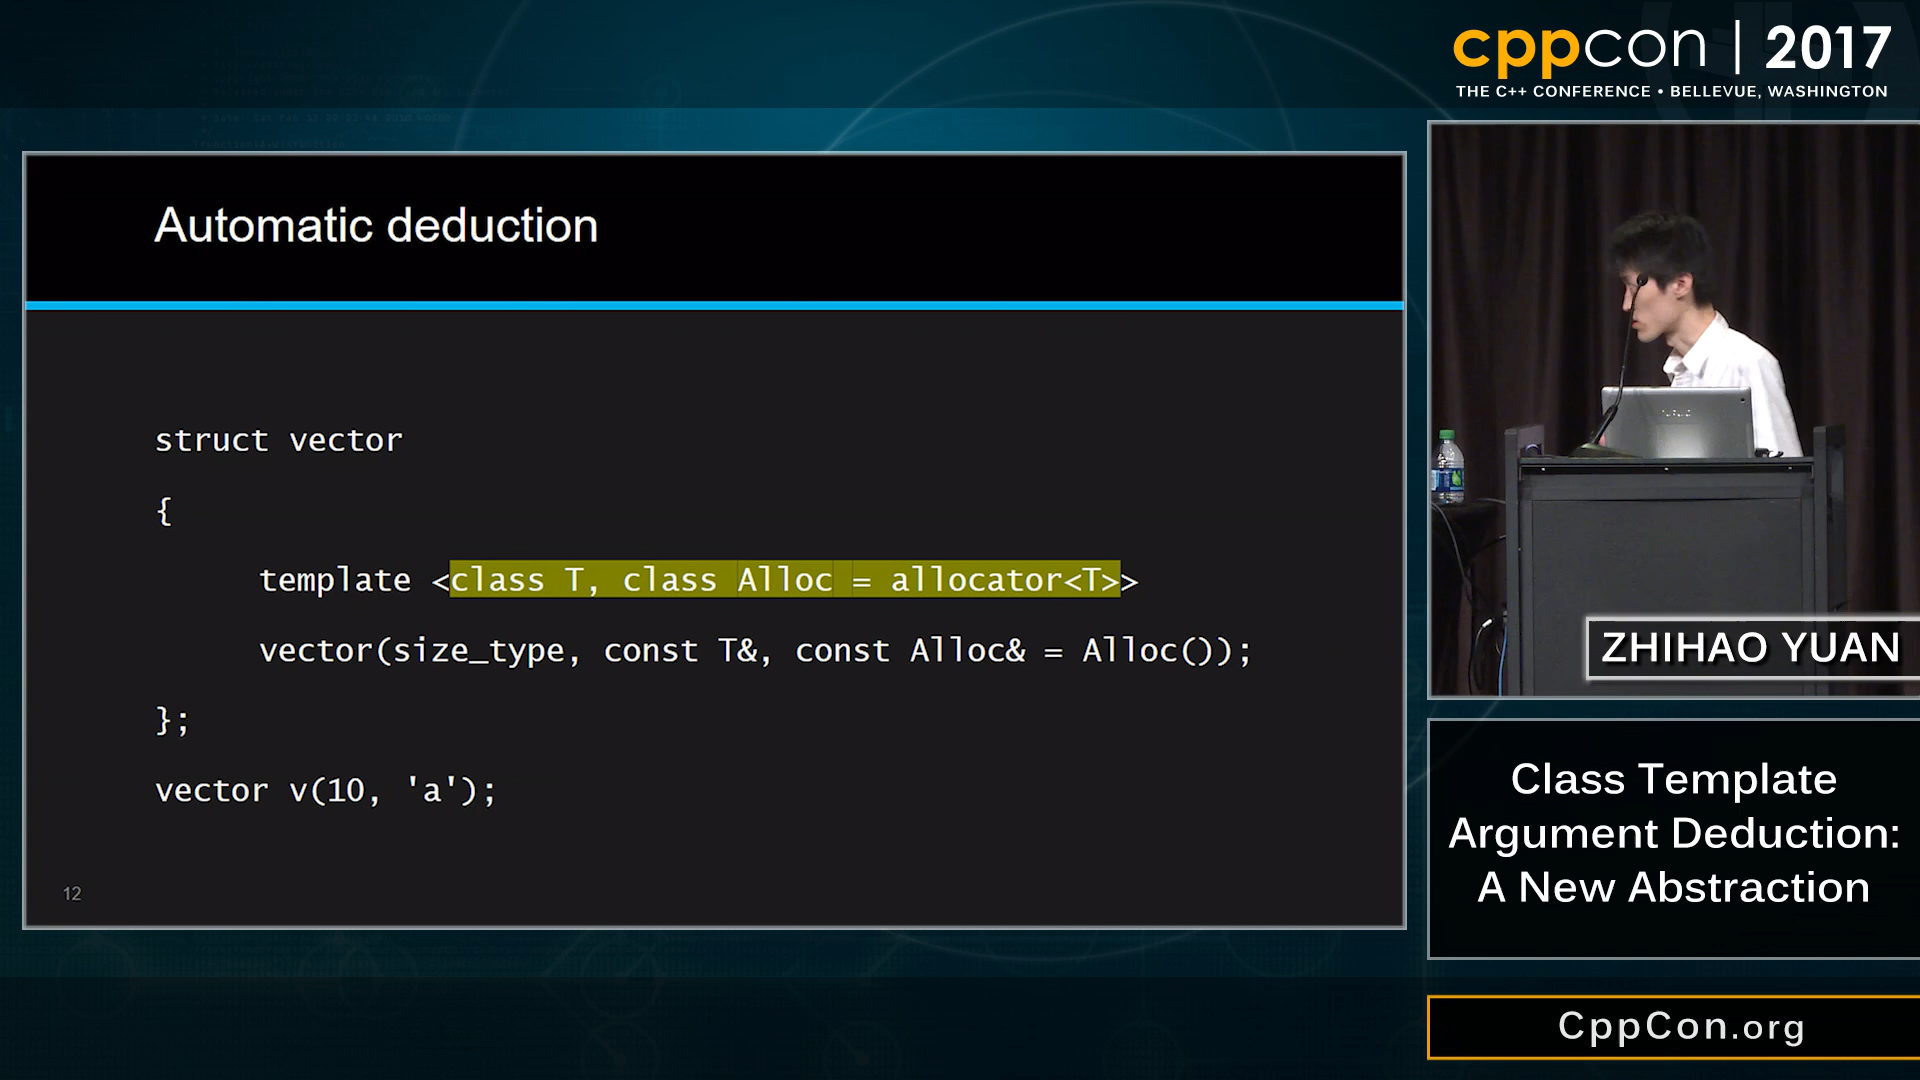 cppcon | 2017
THE C++ CONFERENCE • BELLEVUE, WASHINGTON
Automatic deduction
struct vector
{
template <class T, class Alloc = allocator<T>>
vector(size_type, const T&, const Alloc& = Alloc());
};
vector v(10, 'a');
12
ZHIHAO YUAN
Class Template
Argument Deduction:
A New Abstraction
CppCon.org